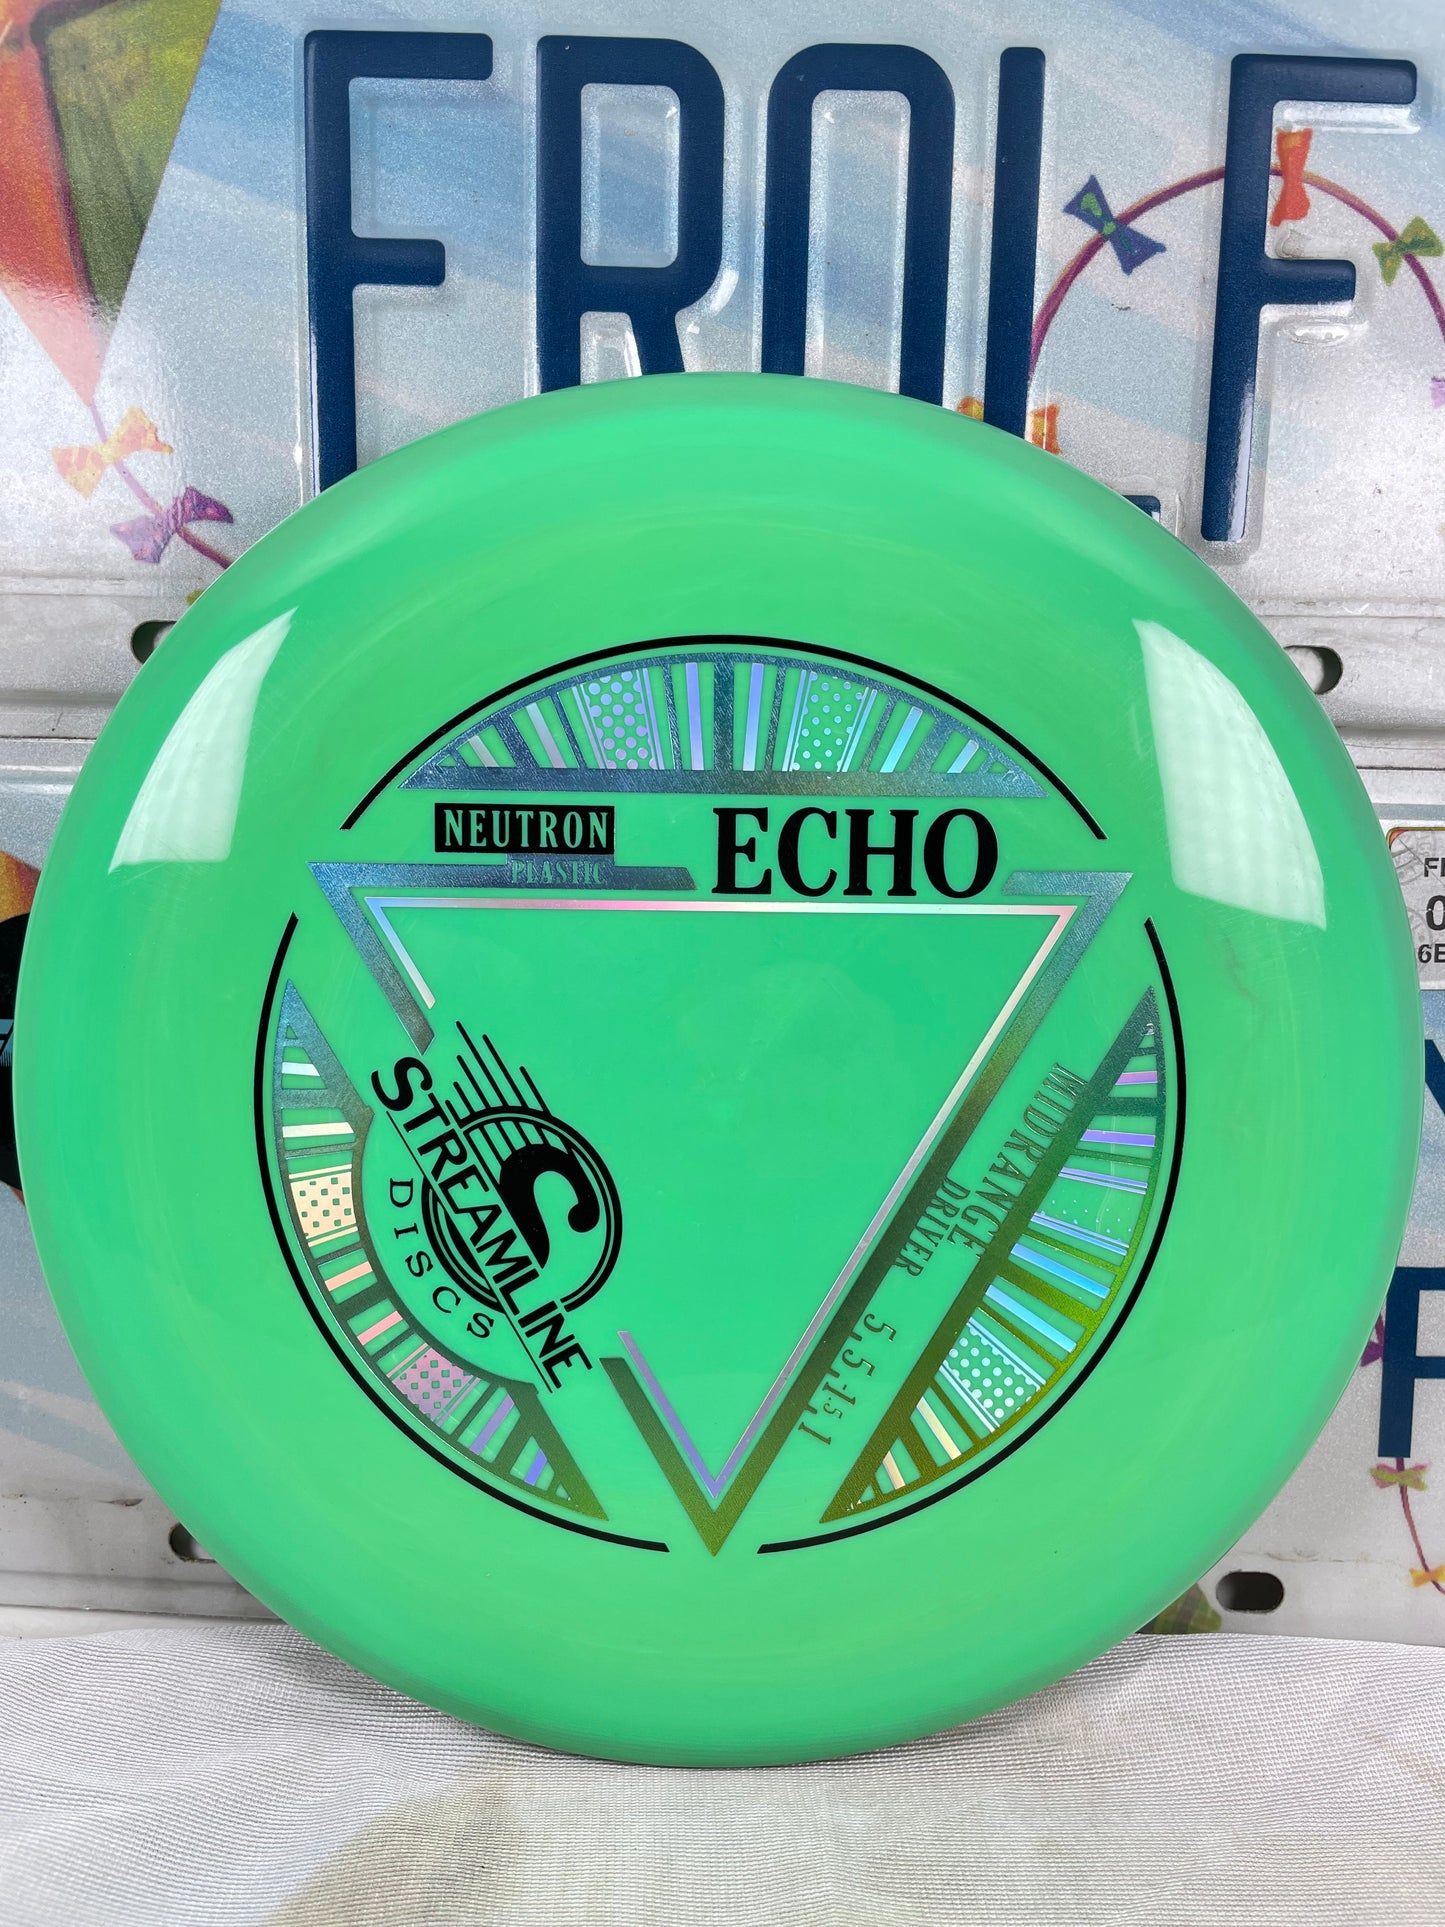 FROLF
NEUTRON
PLASTIC
ECHO
STREAMLINE
DISCS
MIDRANGE
DRIVER
5, 5, -1.5, 1